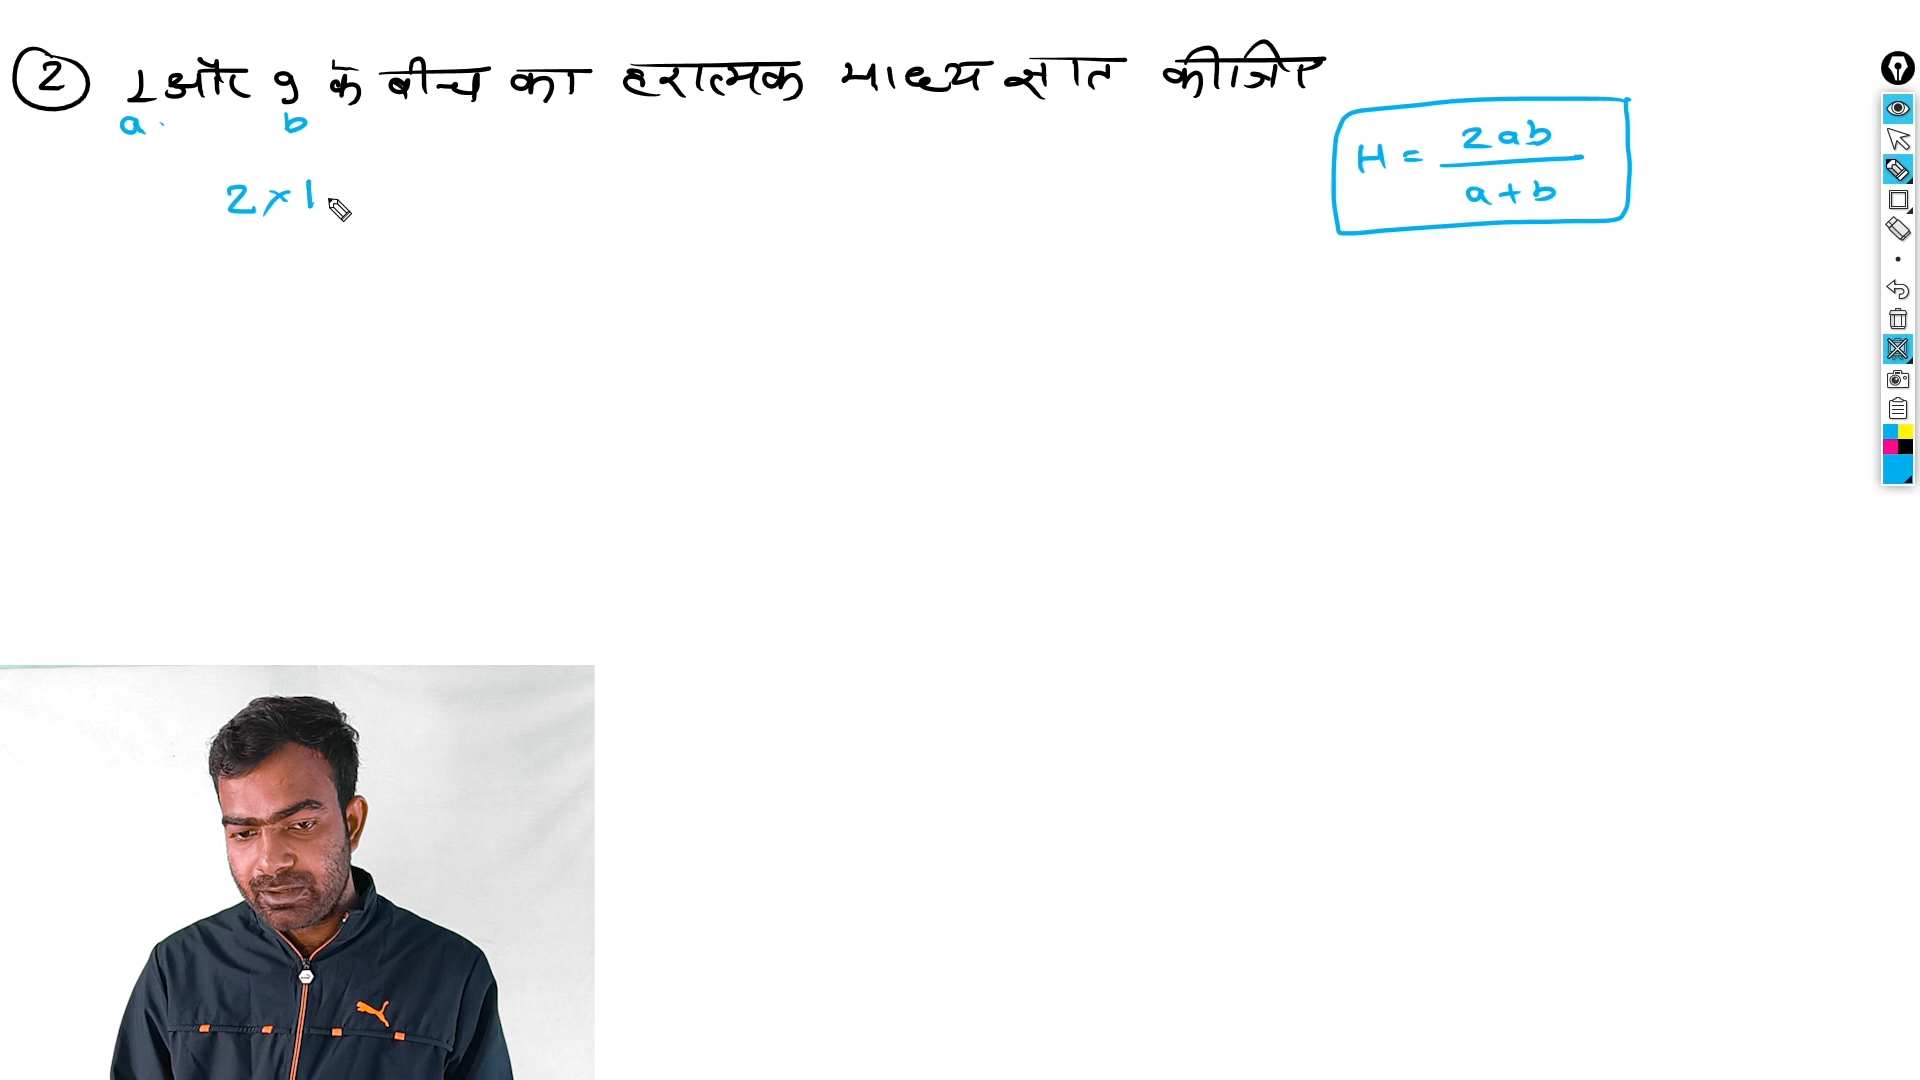 ② 1 और 9 के बीच का हरात्मक माध्य ज्ञात कीजिए
a. b
H = 2ab / a+b
2 × 1